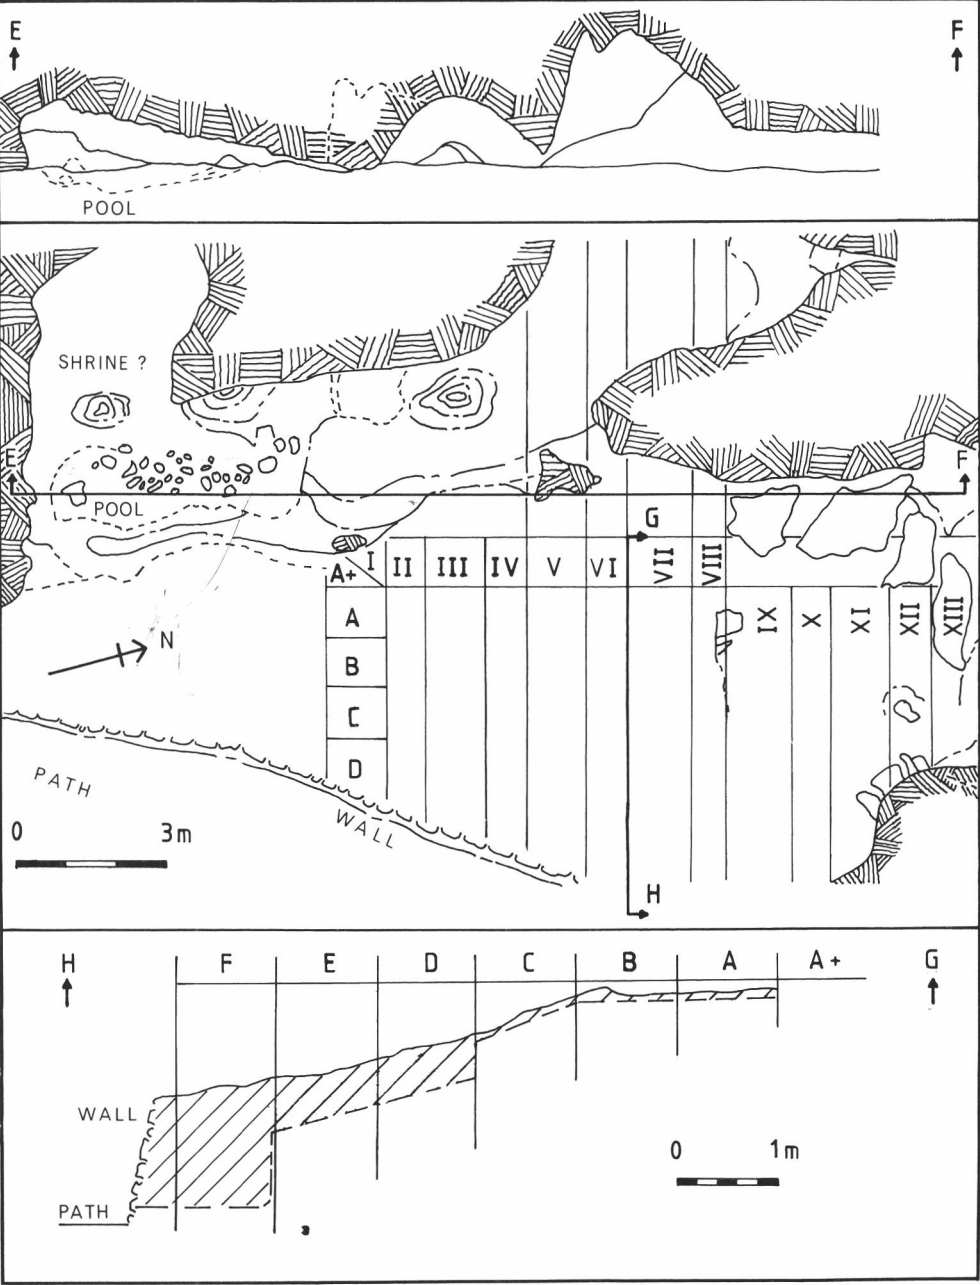 E F
POOL
SHRINE ?
E F
POOL
G
A+ I II III IV V VI VII VIII
IX X XI XII XIII
A
N
B
C
D
PATH
WALL
0 3m
H
H F E D C B A A+ G
WALL
0 1m
PATH